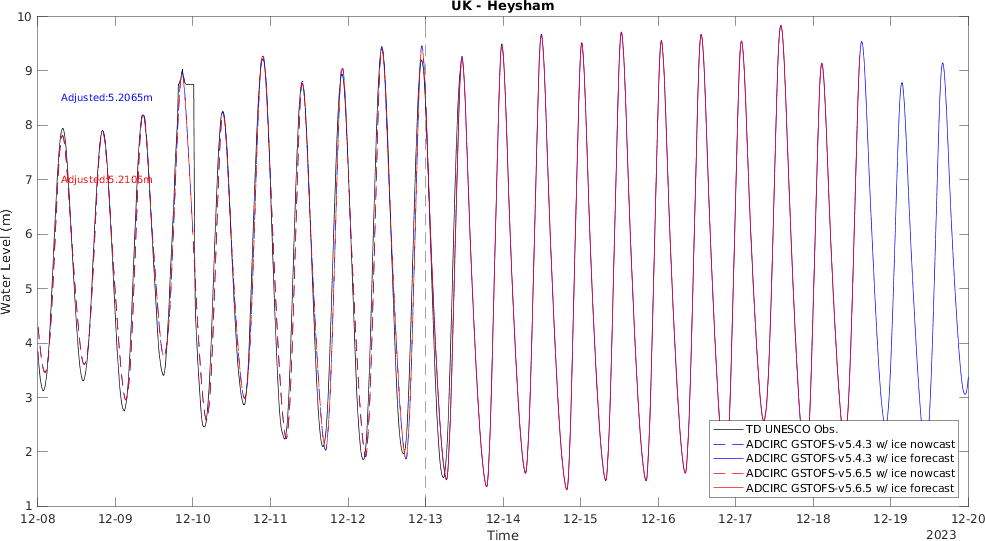 UK - Heysham
Water Level (m)
10
9
8
7
6
5
4
3
2
1
Adjusted:5.2065m
Adjusted:5.2105m
TD UNESCO Obs.
ADCIRC GSTOFS-v5.4.3 w/ ice nowcast
ADCIRC GSTOFS-v5.4.3 w/ ice forecast
ADCIRC GSTOFS-v5.6.5 w/ ice nowcast
ADCIRC GSTOFS-v5.6.5 w/ ice forecast
12-08 12-09 12-10 12-11 12-12 12-13 12-14 12-15 12-16 12-17 12-18 12-19 12-20
Time
2023